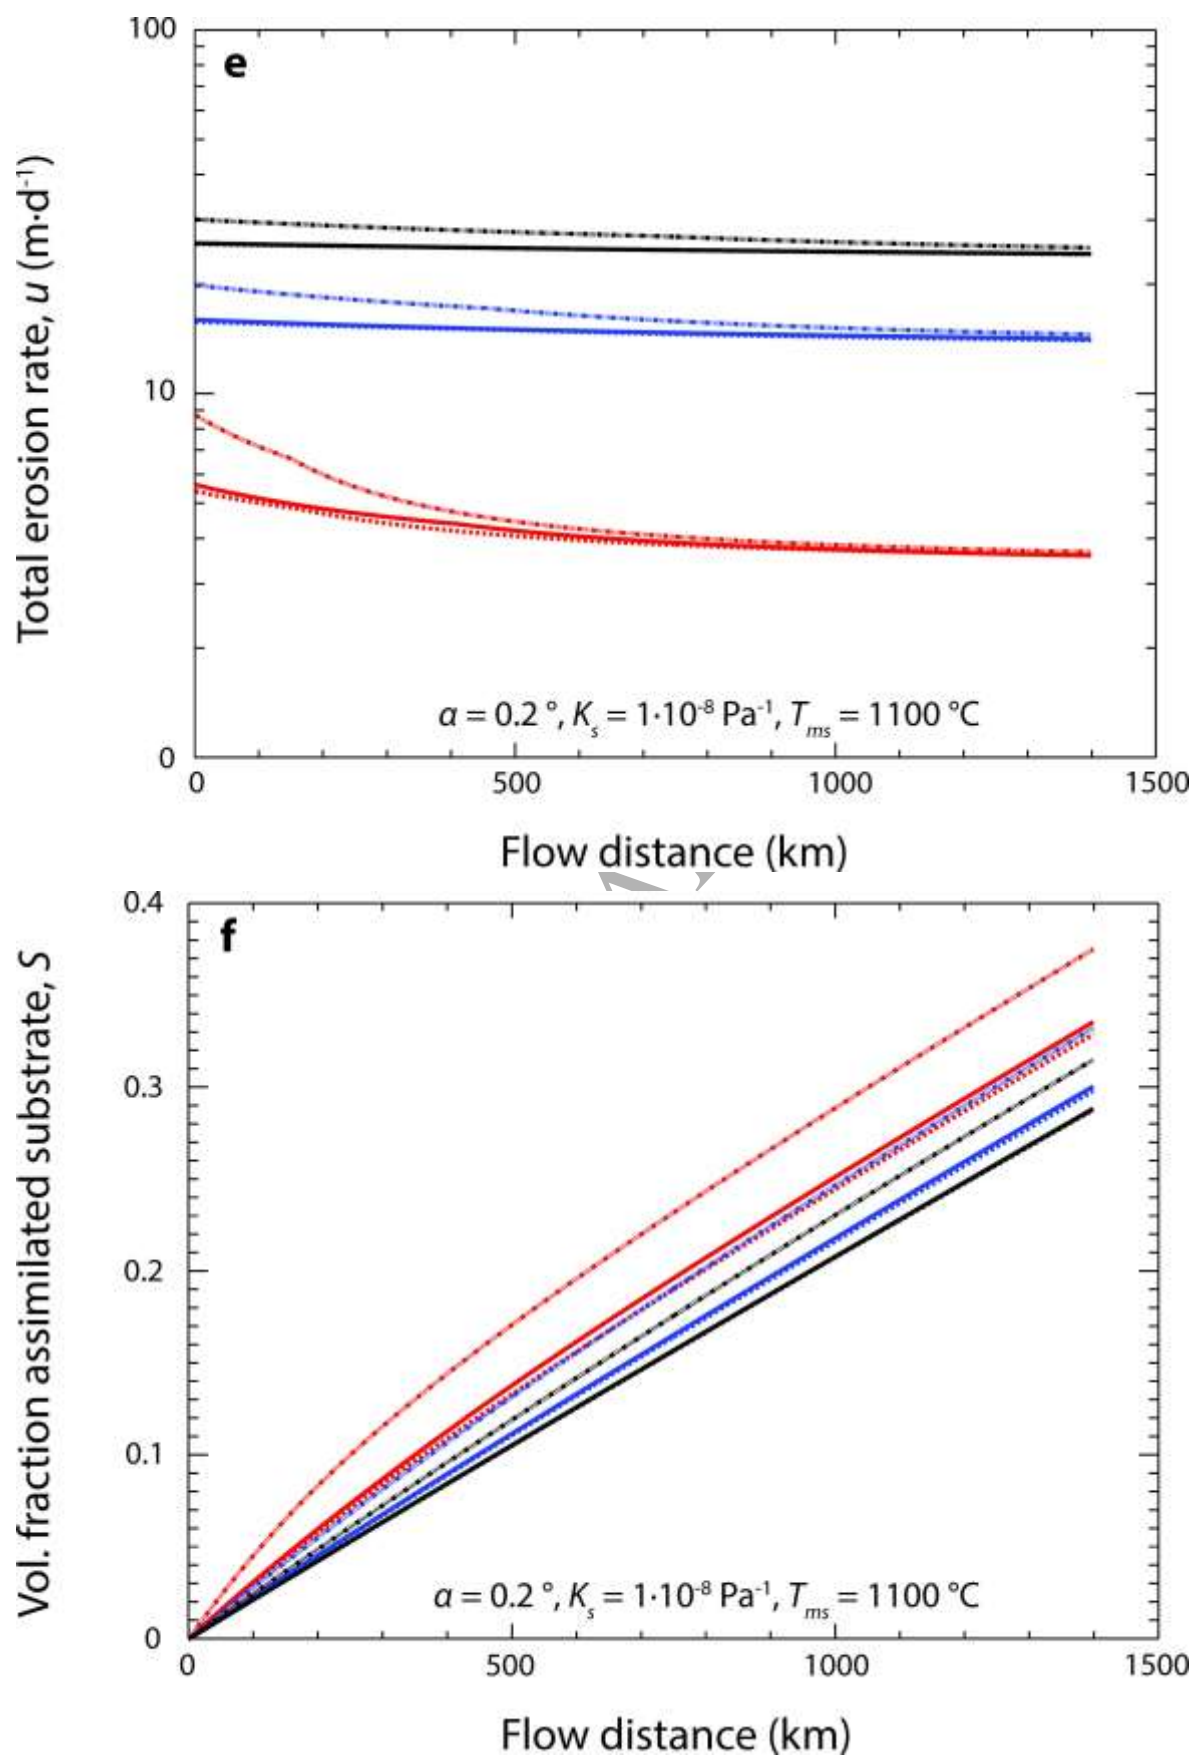 100
e
Total erosion rate, u (m·d⁻¹)
10
α = 0.2 °, Kₛ = 1·10⁻⁸ Pa⁻¹, Tₘₛ = 1100 °C
0
0 500 1000 1500
Flow distance (km)
0.4
f
Vol. fraction assimilated substrate, S
0.3
0.2
0.1
α = 0.2 °, Kₛ = 1·10⁻⁸ Pa⁻¹, Tₘₛ = 1100 °C
0
0 500 1000 1500
Flow distance (km)